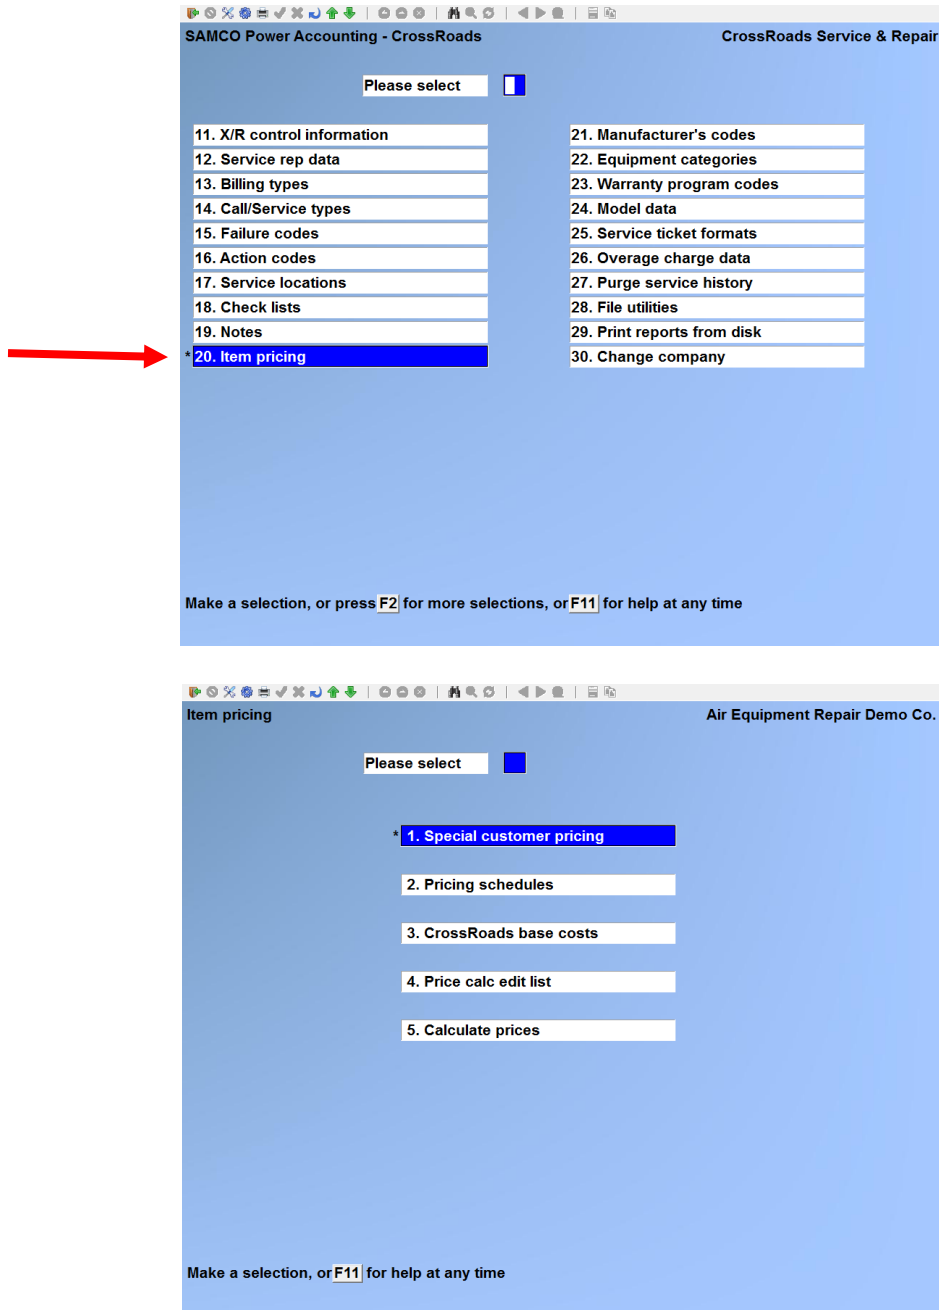 SAMCO Power Accounting - CrossRoads CrossRoads Service & Repair
Please select
11. X/R control information 21. Manufacturer's codes
12. Service rep data 22. Equipment categories
13. Billing types 23. Warranty program codes
14. Call/Service types 24. Model data
15. Failure codes 25. Service ticket formats
16. Action codes 26. Overage charge data
17. Service locations 27. Purge service history
18. Check lists 28. File utilities
19. Notes 29. Print reports from disk
* 20. Item pricing 30. Change company
Make a selection, or press F2 for more selections, or F11 for help at any time
Item pricing Air Equipment Repair Demo Co.
Please select
* 1. Special customer pricing
2. Pricing schedules
3. CrossRoads base costs
4. Price calc edit list
5. Calculate prices
Make a selection, or F11 for help at any time